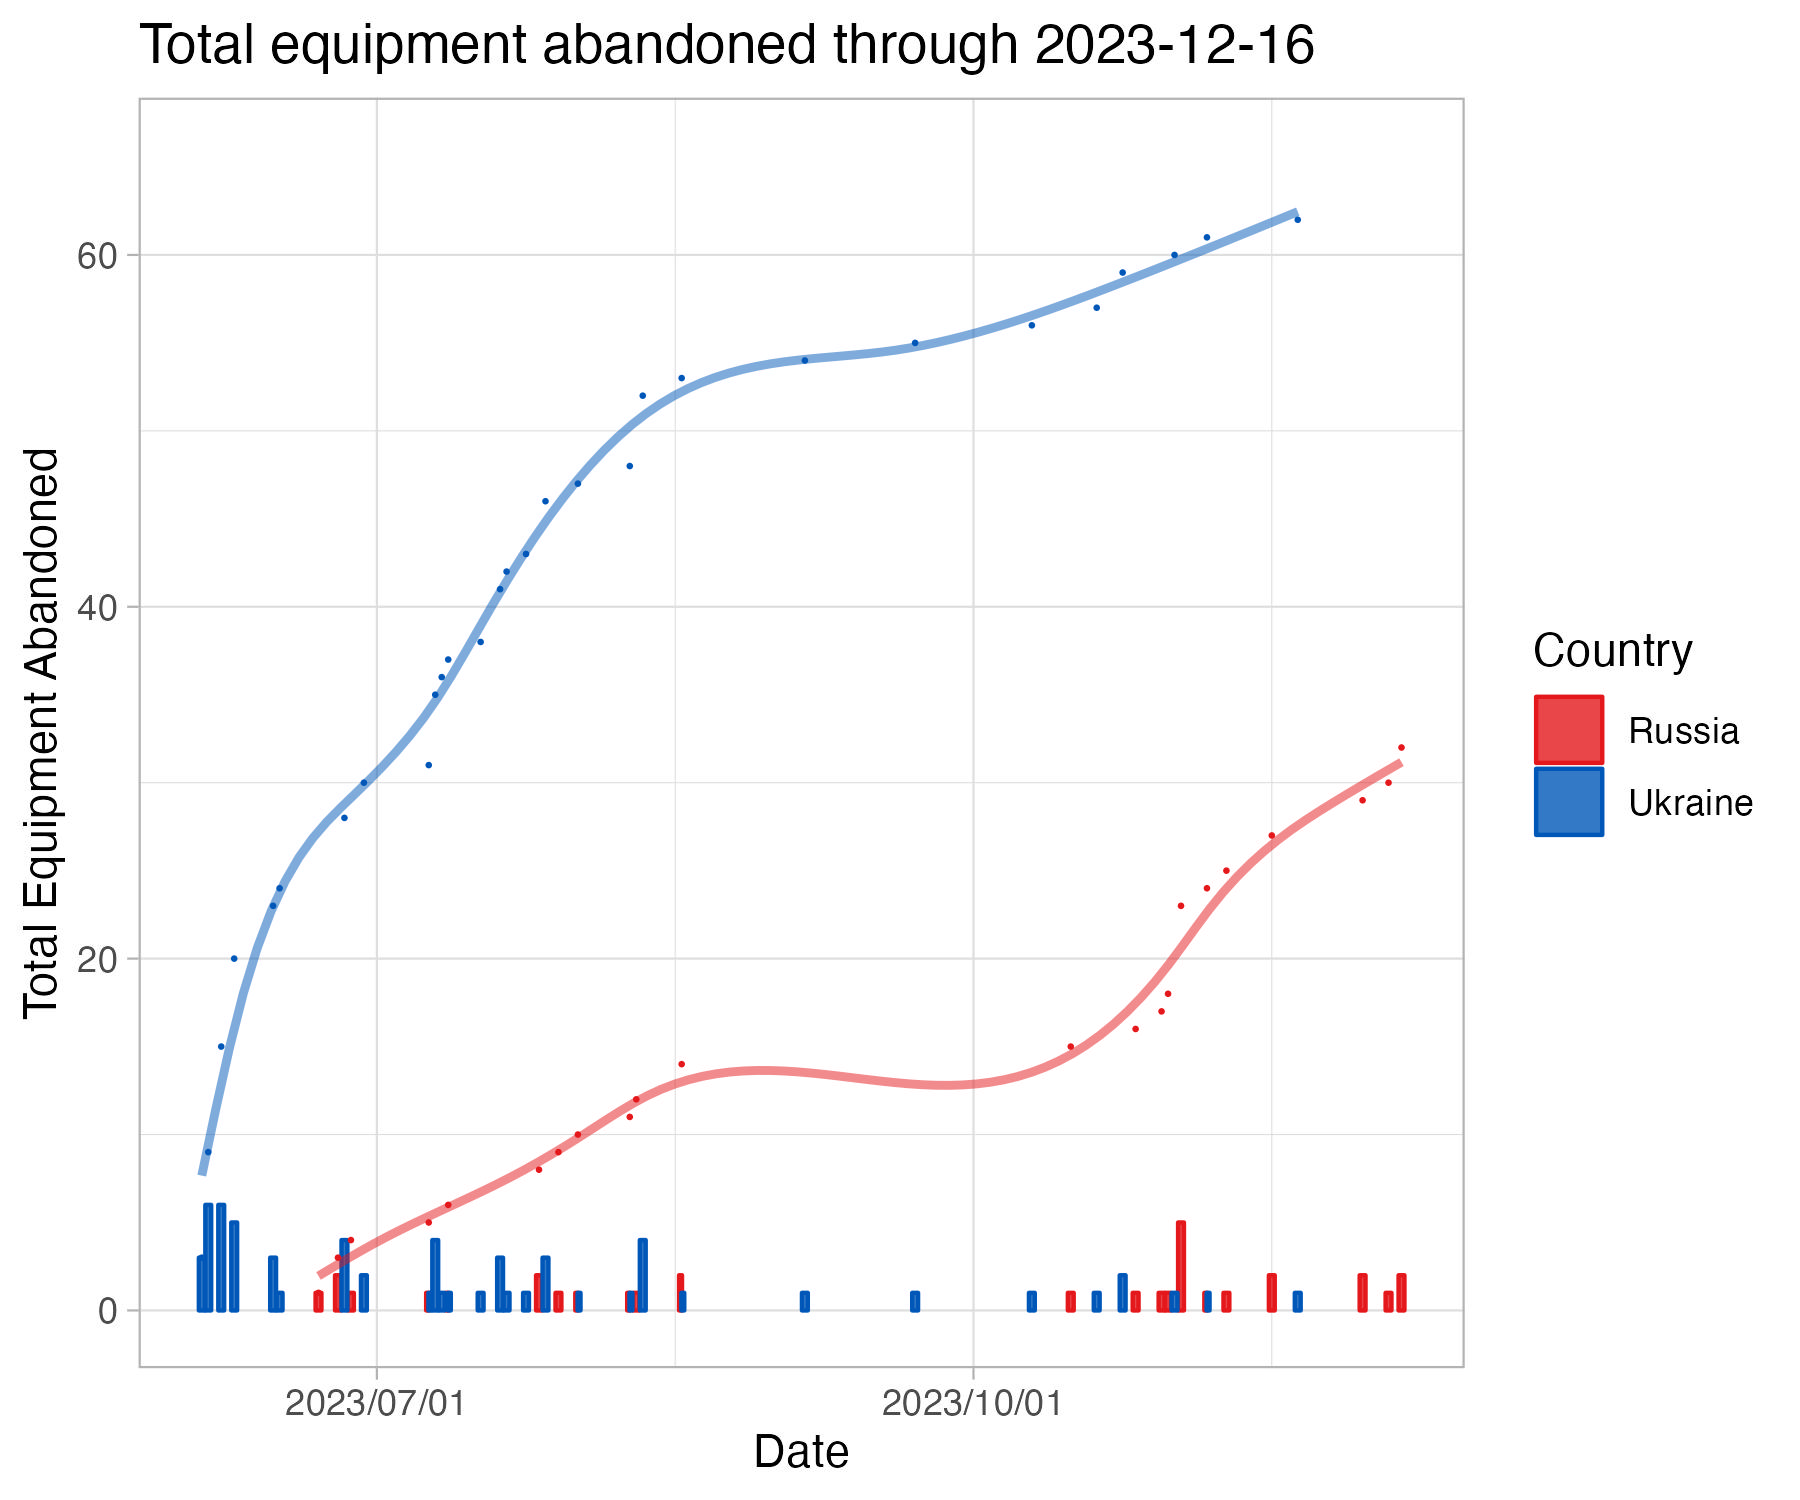 Total equipment abandoned through 2023-12-16
Total Equipment Abandoned
60
40
20
0
2023/07/01
2023/10/01
Date
Country
Russia
Ukraine